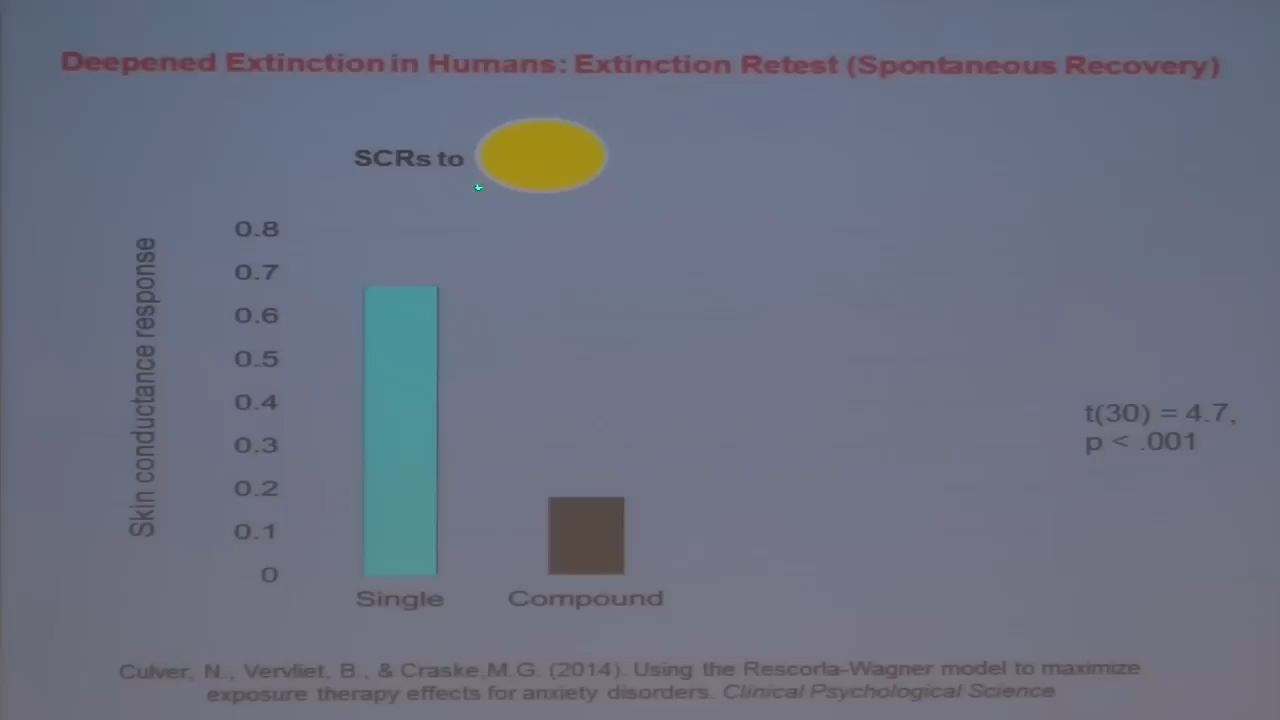 Deepened Extinction in Humans: Extinction Retest (Spontaneous Recovery)
SCRs to
Skin conductance response
0.8
0.7
0.6
0.5
0.4
0.3
0.2
0.1
0
Single
Compound
t(30) = 4.7,
p < .001
Culver, N., Vervliet, B., & Craske,M.G. (2014). Using the Rescorla-Wagner model to maximize
exposure therapy effects for anxiety disorders. Clinical Psychological Science